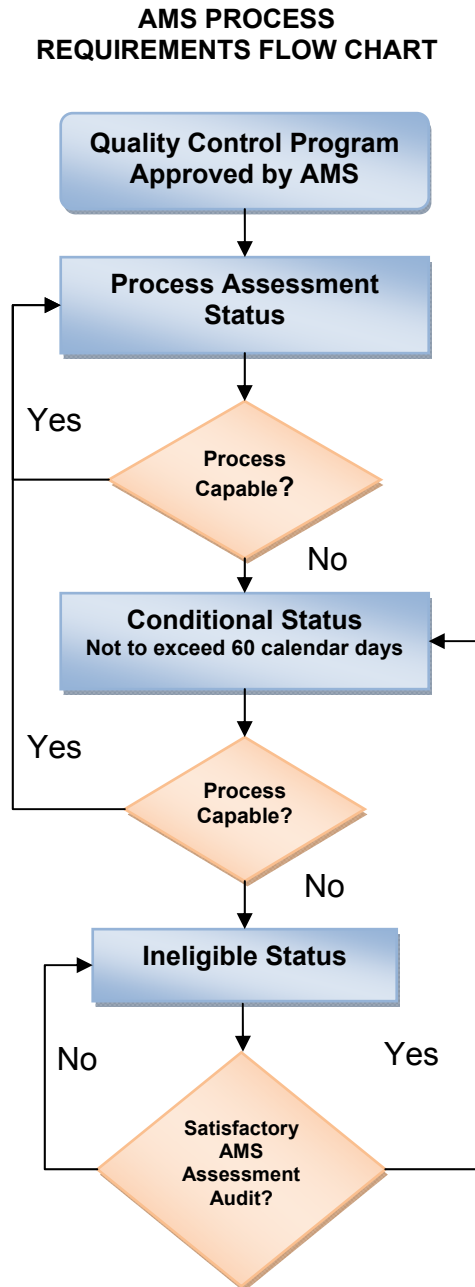 AMS PROCESS
REQUIREMENTS FLOW CHART
Quality Control Program
Approved by AMS
Process Assessment
Status
Yes
Process
Capable?
No
Conditional Status
Not to exceed 60 calendar days
Yes
Process
Capable?
No
Ineligible Status
No
Yes
Satisfactory
AMS
Assessment
Audit?